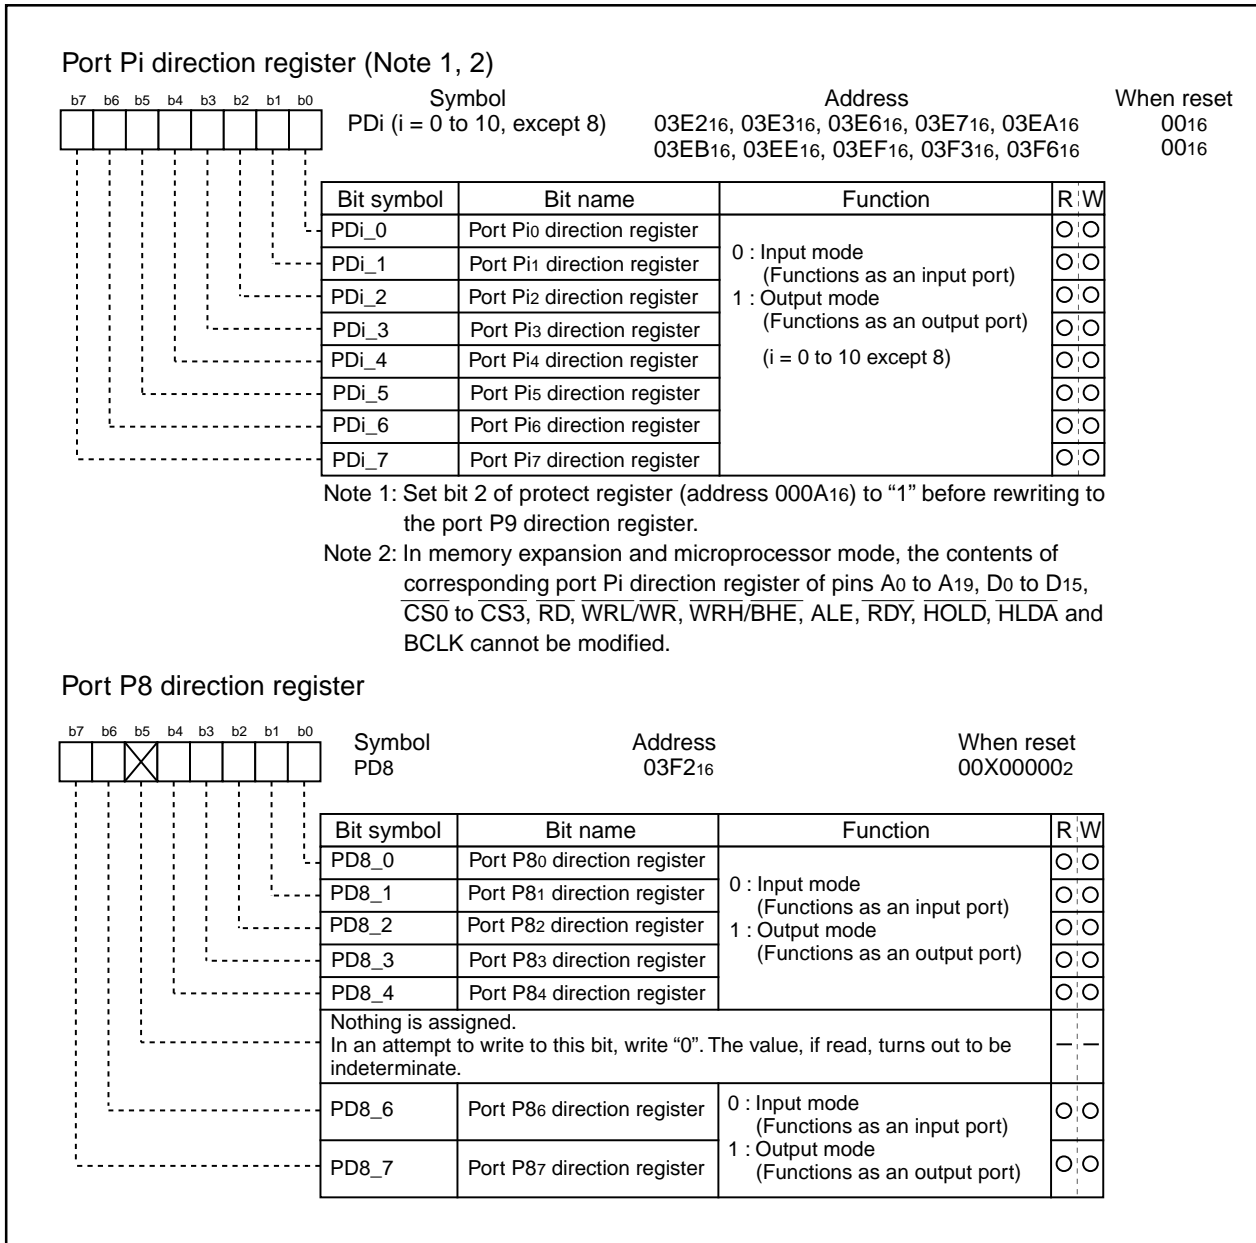 Port Pi direction register (Note 1, 2)
b7 b6 b5 b4 b3 b2 b1 b0
Symbol Address When reset
PDi (i = 0 to 10, except 8) 03E216, 03E316, 03E616, 03E716, 03EA16 0016
03EB16, 03EE16, 03EF16, 03F316, 03F616 0016
Bit symbol Bit name Function R W
PDi_0 Port Pi0 direction register
PDi_1 Port Pi1 direction register
PDi_2 Port Pi2 direction register
PDi_3 Port Pi3 direction register
PDi_4 Port Pi4 direction register
PDi_5 Port Pi5 direction register
PDi_6 Port Pi6 direction register
PDi_7 Port Pi7 direction register
0 : Input mode
(Functions as an input port)
1 : Output mode
(Functions as an output port)
(i = 0 to 10 except 8)
Note 1: Set bit 2 of protect register (address 000A16) to “1” before rewriting to
the port P9 direction register.
Note 2: In memory expansion and microprocessor mode, the contents of
corresponding port Pi direction register of pins A0 to A19, D0 to D15,
CS0 to CS3, RD, WRL/WR, WRH/BHE, ALE, RDY, HOLD, HLDA and
BCLK cannot be modified.
Port P8 direction register
b7 b6 b5 b4 b3 b2 b1 b0
Symbol Address When reset
PD8 03F216 00X000002
Bit symbol Bit name Function R W
PD8_0 Port P80 direction register
PD8_1 Port P81 direction register
PD8_2 Port P82 direction register
PD8_3 Port P83 direction register
PD8_4 Port P84 direction register
0 : Input mode
(Functions as an input port)
1 : Output mode
(Functions as an output port)
Nothing is assigned.
In an attempt to write to this bit, write “0”. The value, if read, turns out to be
indeterminate.
— —
PD8_6 Port P86 direction register
PD8_7 Port P87 direction register
0 : Input mode
(Functions as an input port)
1 : Output mode
(Functions as an output port)